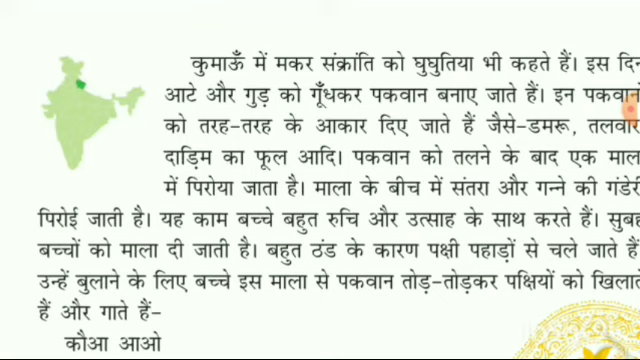 कुमाऊँ में मकर संक्रांति को घुघुतिया भी कहते हैं। इस दिन
आटे और गुड़ को गूँधकर पकवान बनाए जाते हैं। इन पकवानों
को तरह-तरह के आकार दिए जाते हैं जैसे-डमरू, तलवार
दाड़िम का फूल आदि। पकवान को तलने के बाद एक माला
में पिरोया जाता है। माला के बीच में संतरा और गन्ने की गंडेरी
पिरोई जाती है। यह काम बच्चे बहुत रुचि और उत्साह के साथ करते हैं। सुबह
बच्चों को माला दी जाती है। बहुत ठंड के कारण पक्षी पहाड़ों से चले जाते हैं
उन्हें बुलाने के लिए बच्चे इस माला से पकवान तोड़-तोड़कर पक्षियों को खिलाते
हैं और गाते हैं-
कौआ आओ